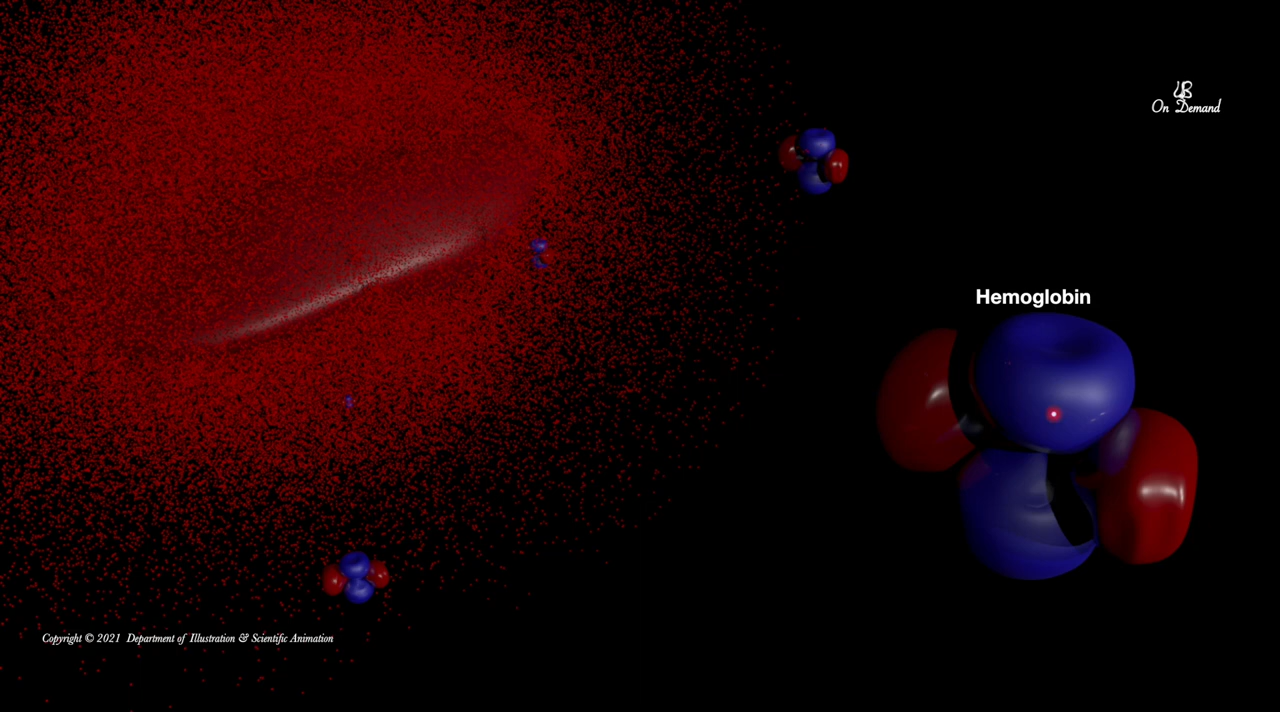 On Demand
Hemoglobin
Copyright © 2021 Department of Illustration & Scientific Animation